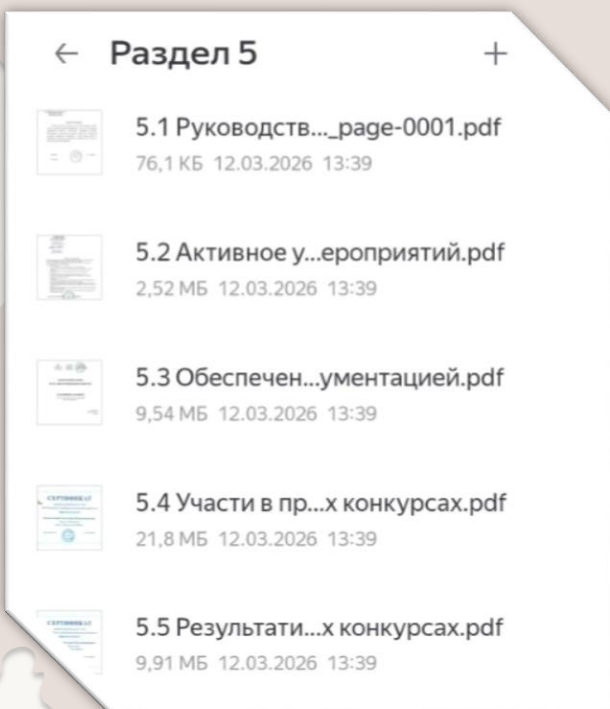 Раздел 5
5.1 Руководств..._page-0001.pdf
76,1 КБ 12.03.2026 13:39
5.2 Активное у...ероприятий.pdf
2,52 МБ 12.03.2026 13:39
5.3 Обеспечен...ументацией.pdf
9,54 МБ 12.03.2026 13:39
СЕРТИФИКАТ
5.4 Участи в пр...х конкурсах.pdf
21,8 МБ 12.03.2026 13:39
СЕРТИФИКАТ
5.5 Результати...х конкурсах.pdf
9,91 МБ 12.03.2026 13:39